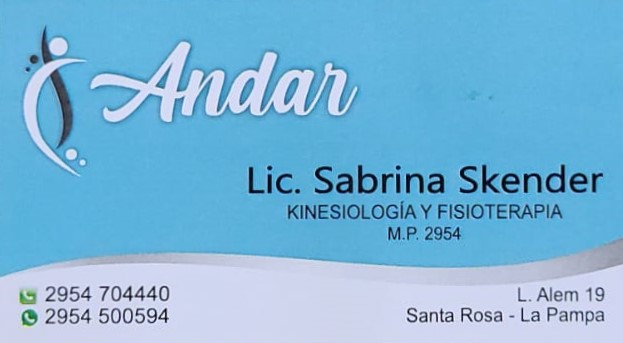 Andar
Lic. Sabrina Skender
KINESIOLOGÍA Y FISIOTERAPIA
M.P. 2954
2954 704440
2954 500594
L. Alem 19
Santa Rosa - La Pampa